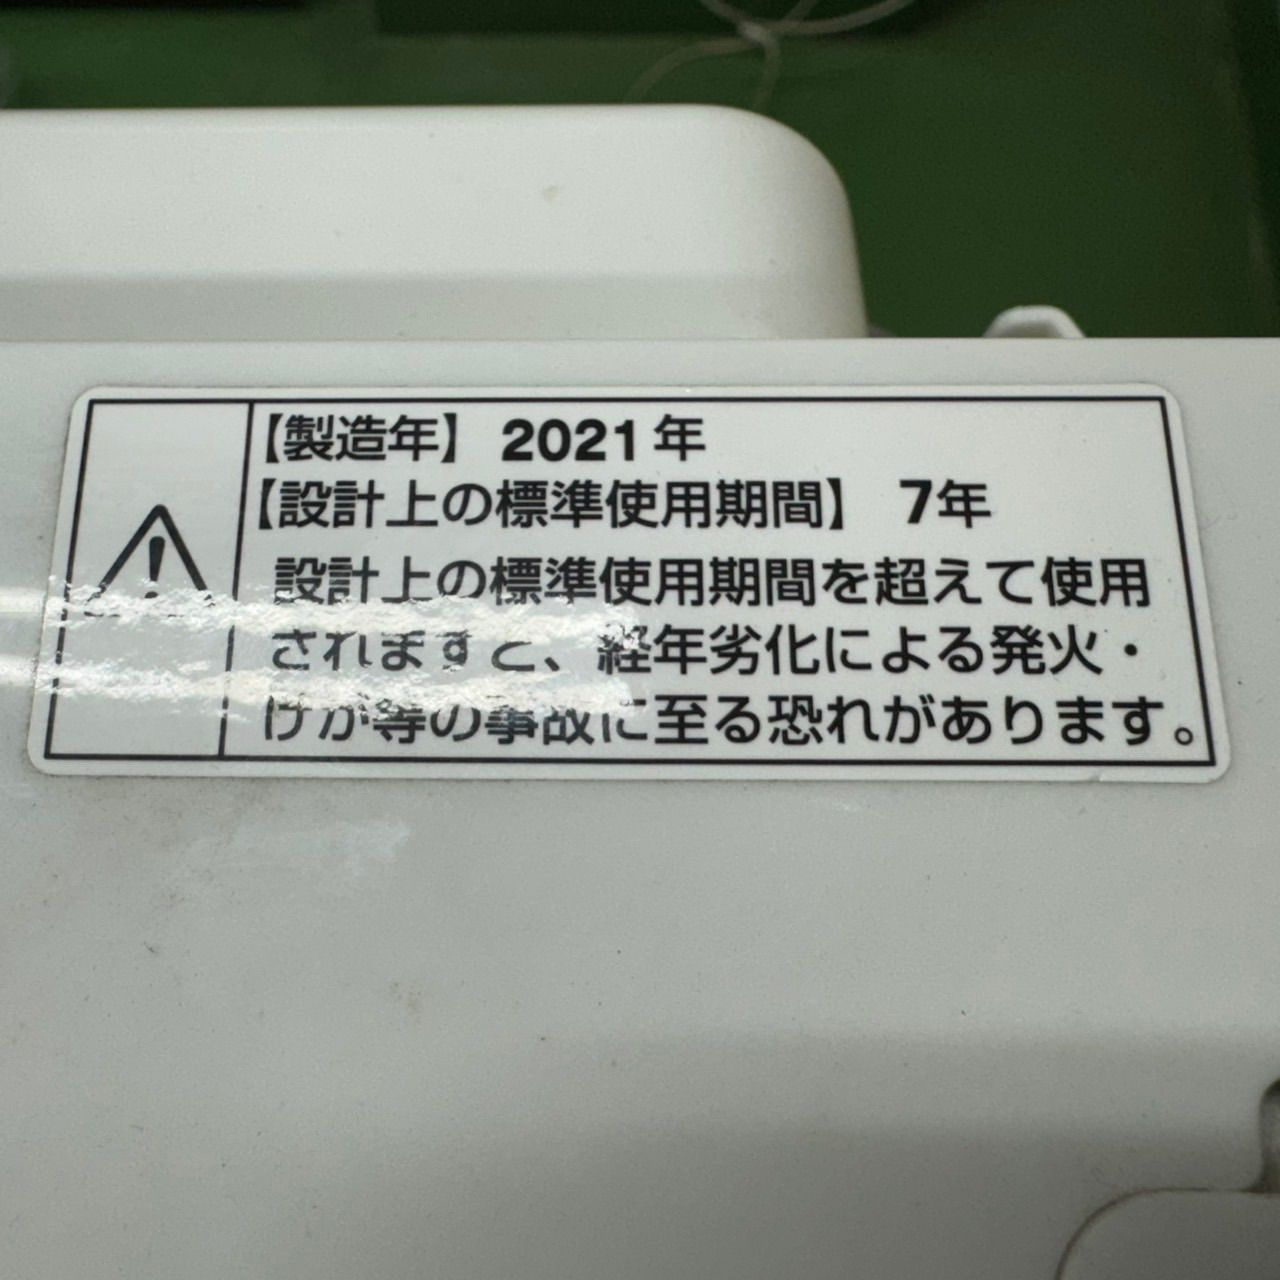 【製造年】 2021年
【設計上の標準使用期間】 7年
設計上の標準使用期間を超えて使用
されますと、経年劣化による発火・
けが等の事故に至る恐れがあります。